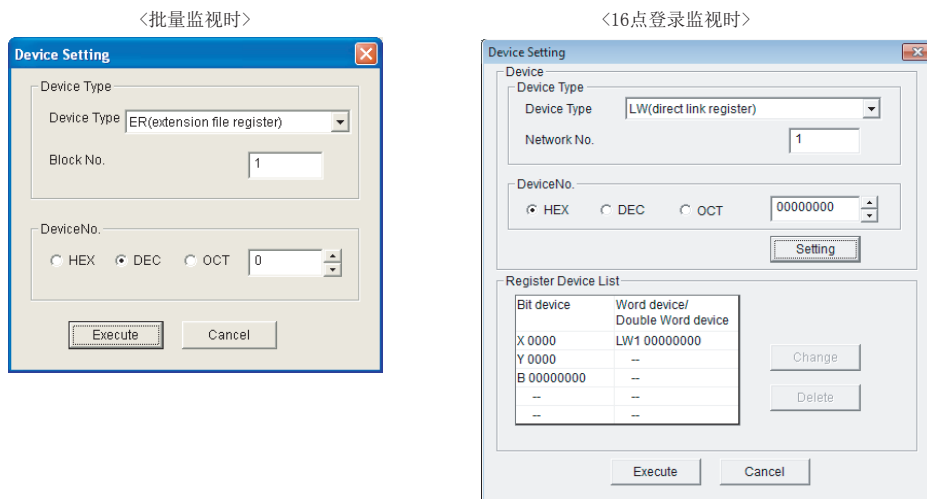 <批量监视时>
Device Setting
Device Type
Device Type ER(extension file register)
Block No. 1
DeviceNo.
HEX DEC OCT 0
Execute Cancel
<16点登录监视时>
Device Setting
Device
Device Type
Device Type LW(direct link register)
Network No. 1
DeviceNo.
HEX DEC OCT 00000000
Setting
Register Device List
Bit device Word device/
Double Word device
X 0000 LW1 00000000
Y 0000 --
B 00000000 --
-- --
-- --
Change
Delete
Execute Cancel